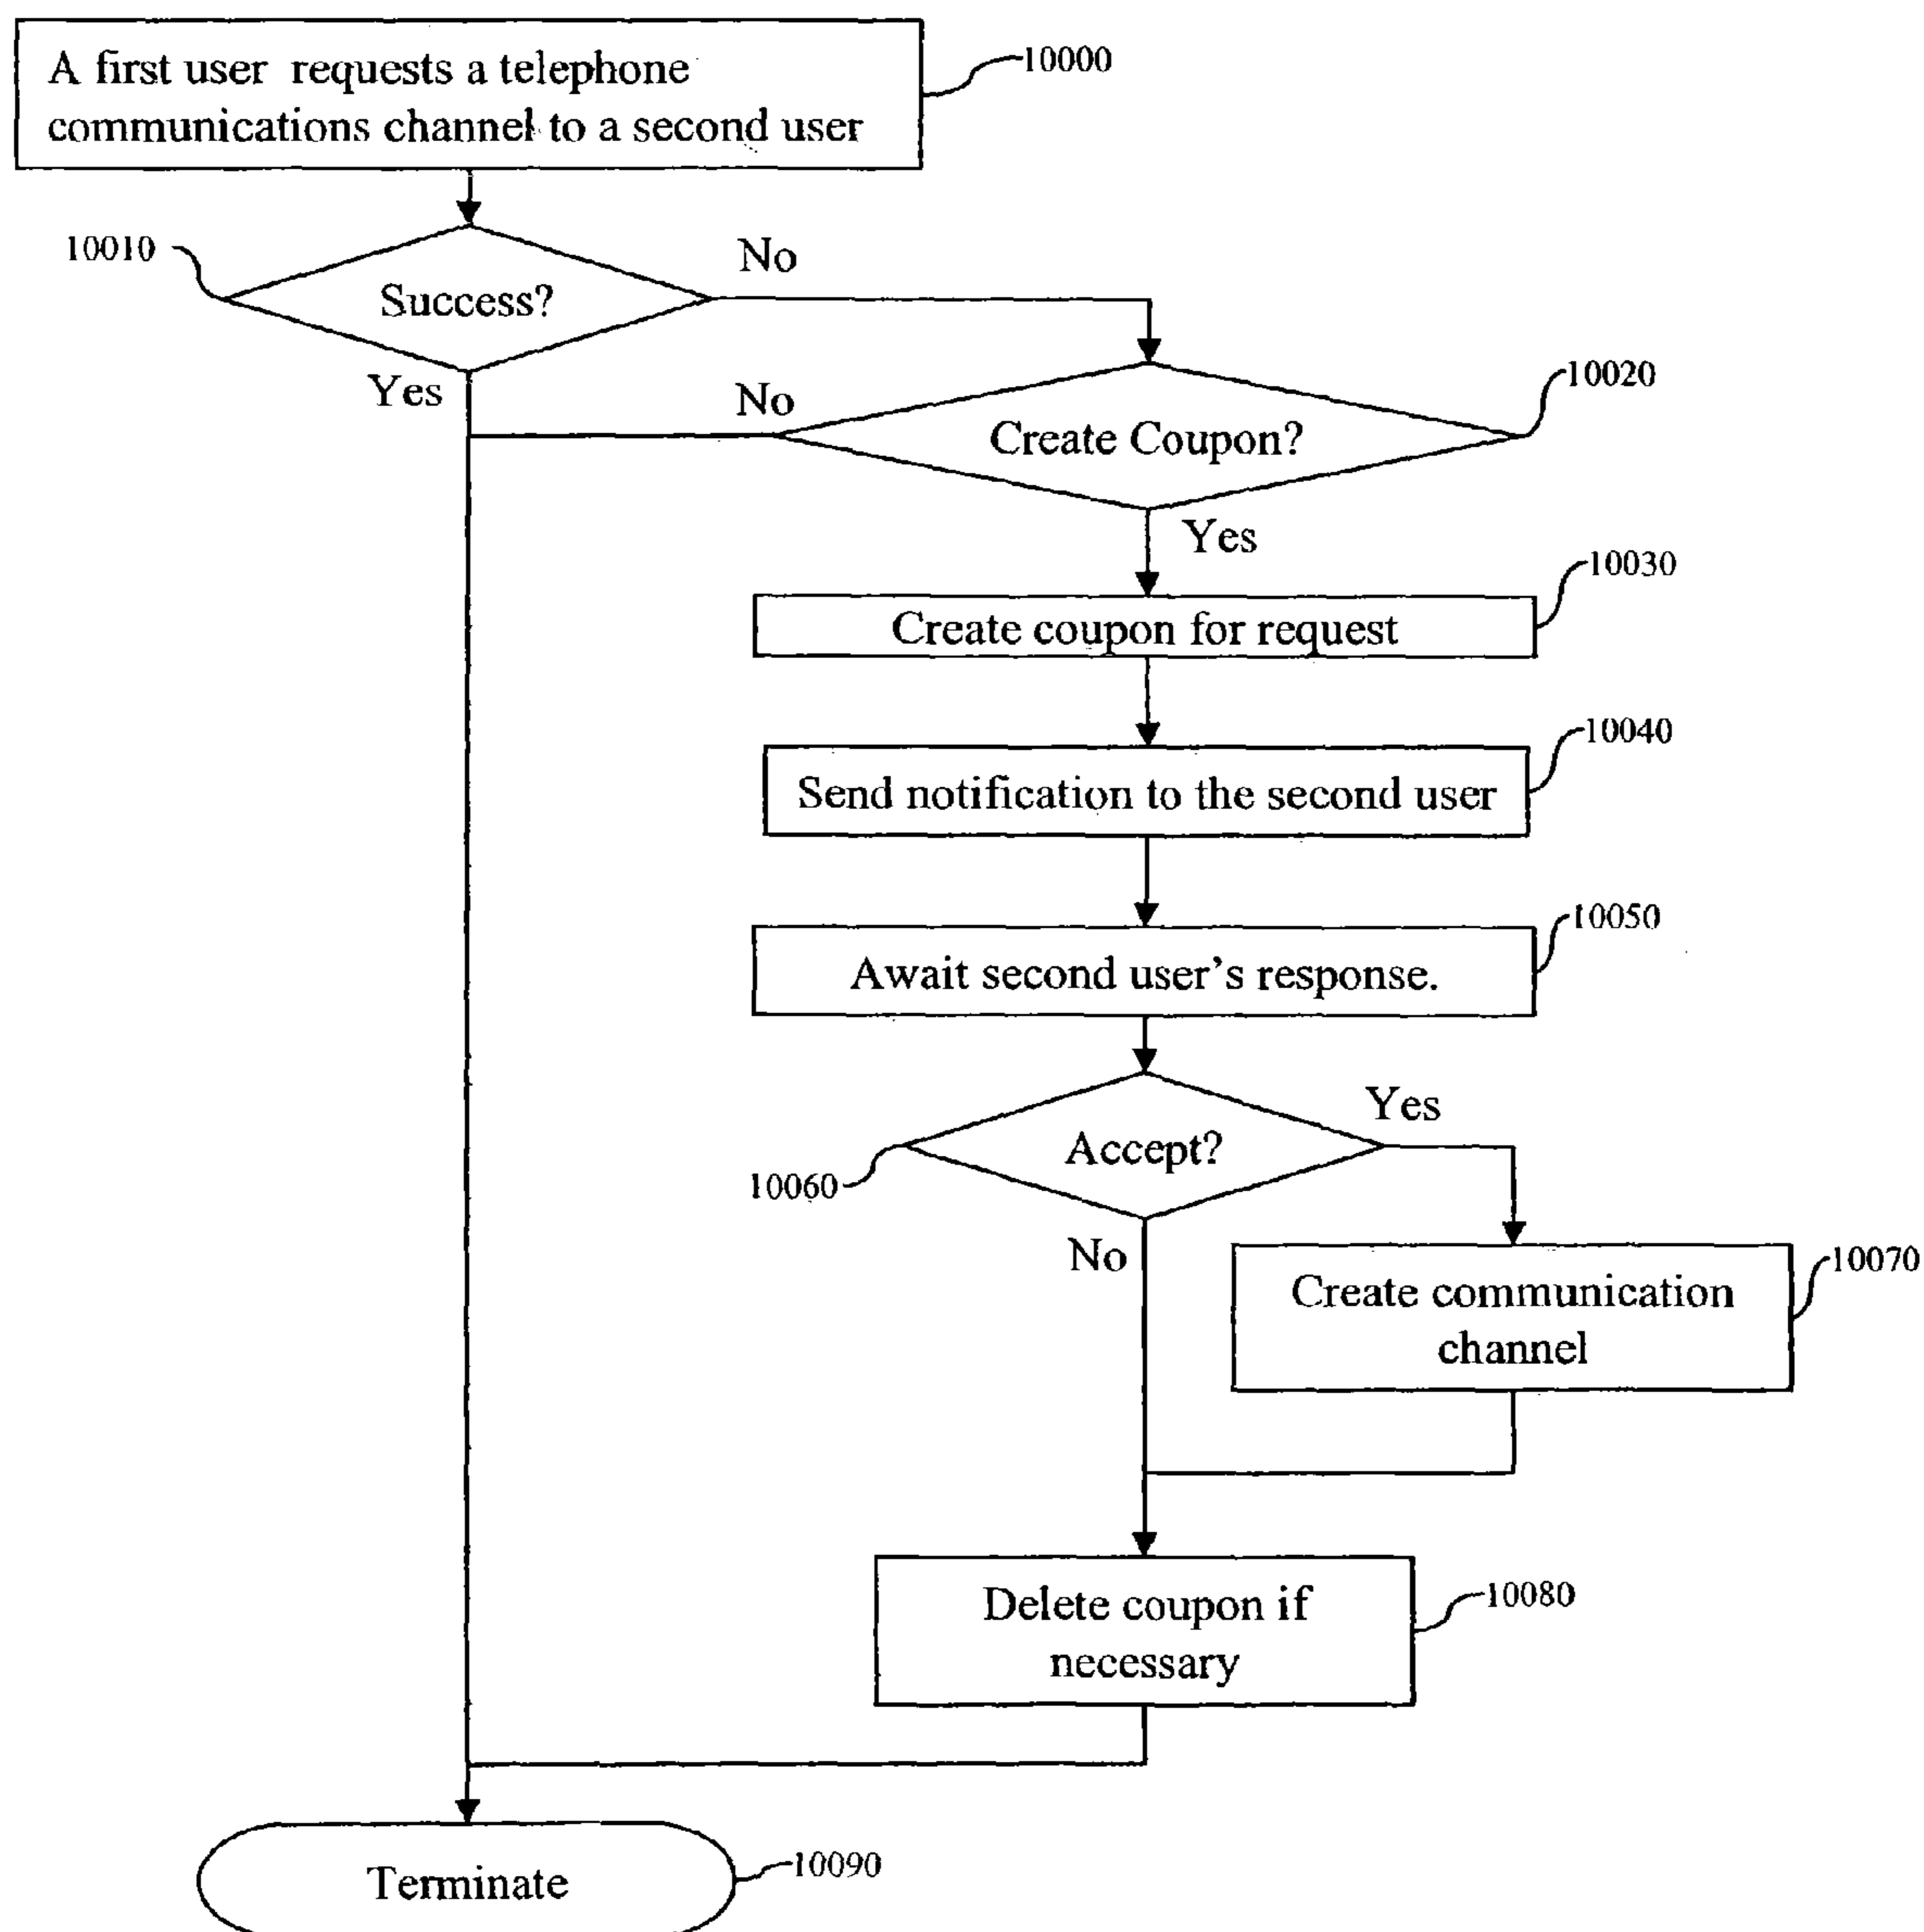 A first user requests a telephone
communications channel to a second user
10000
10010
Success?
No
Yes
No
Create Coupon?
10020
Yes
Create coupon for request
10030
Send notification to the second user
10040
Await second user's response.
10050
Accept?
Yes
10060
No
Create communication
channel
10070
Delete coupon if
necessary
10080
Terminate
10090